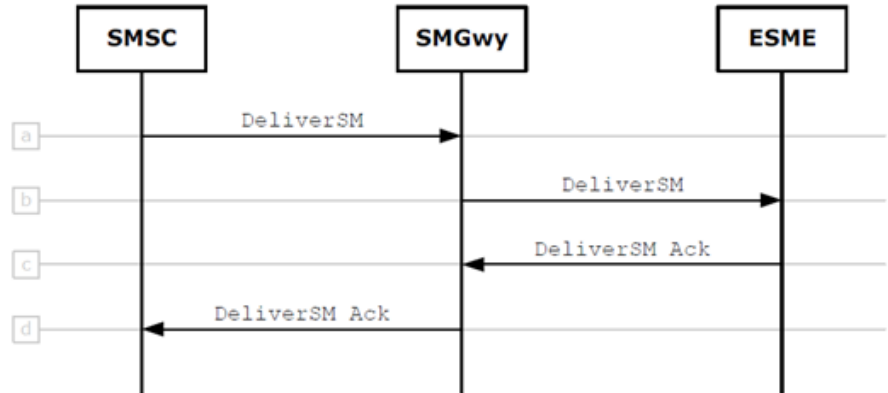 SMSC SMGwy ESME
a DeliverSM
b DeliverSM
c DeliverSM Ack
d DeliverSM Ack